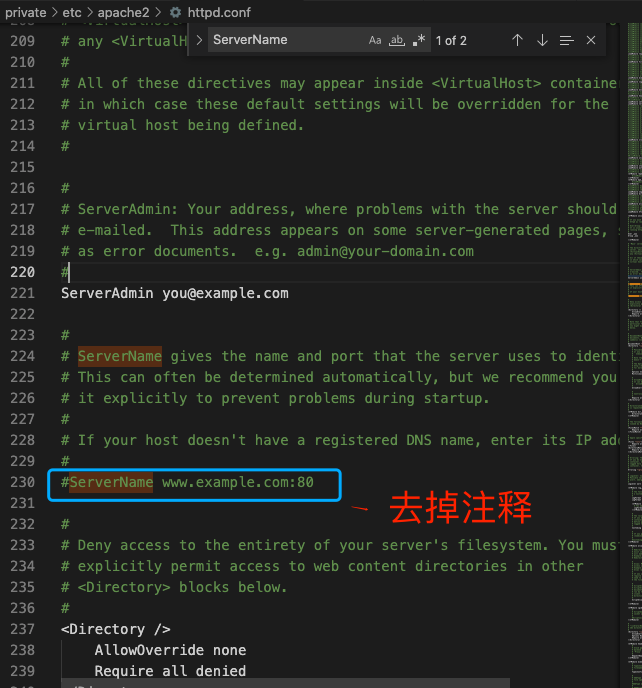 private > etc > apache2 > httpd.conf
ServerName Aa ab .* 1 of 2
209 # any <VirtualH
210 #
211 # All of these directives may appear inside <VirtualHost> container
212 # in which case these default settings will be overridden for the
213 # virtual host being defined.
214 #
215
216 #
217 # ServerAdmin: Your address, where problems with the server should
218 # e-mailed.  This address appears on some server-generated pages, s
219 # as error documents.  e.g. admin@your-domain.com
220 #
221 ServerAdmin you@example.com
222
223 #
224 # ServerName gives the name and port that the server uses to identi
225 # This can often be determined automatically, but we recommend you
226 # it explicitly to prevent problems during startup.
227 #
228 # If your host doesn't have a registered DNS name, enter its IP add
229 #
230 #ServerName www.example.com:80
去掉注释
231
232 #
233 # Deny access to the entirety of your server's filesystem. You must
234 # explicitly permit access to web content directories in other
235 # <Directory> blocks below.
236 #
237 <Directory />
238     AllowOverride none
239     Require all denied